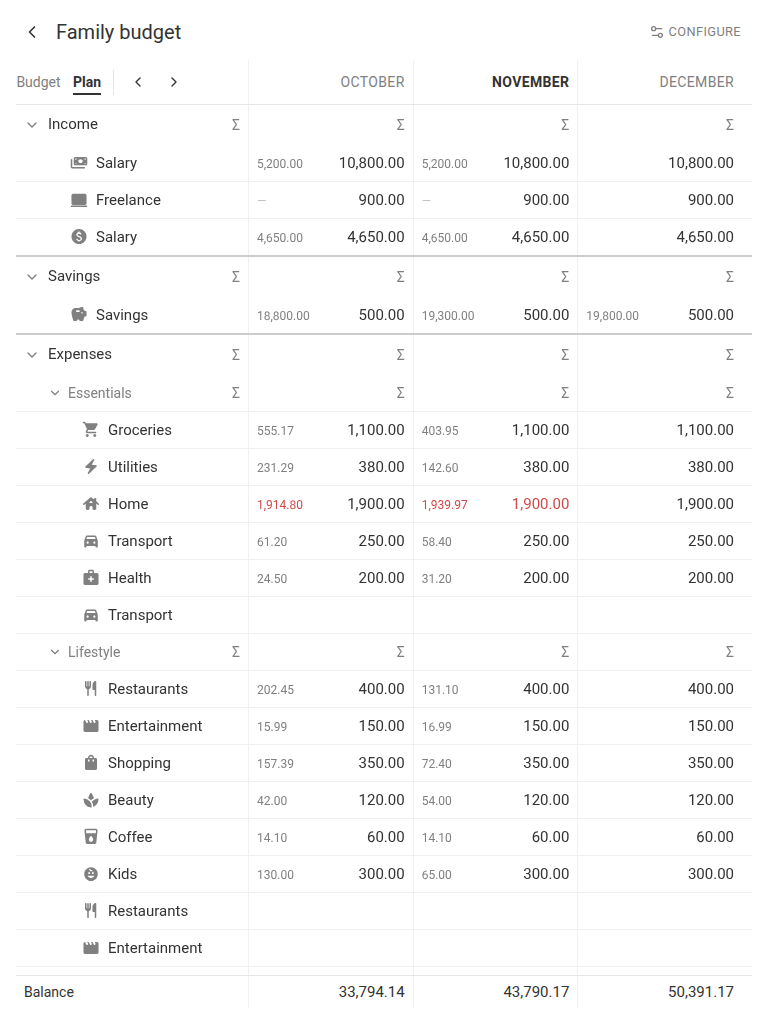 Family budget CONFIGURE
Budget Plan OCTOBER NOVEMBER DECEMBER
Income Σ Σ Σ Σ
Salary 5,200.00 10,800.00 5,200.00 10,800.00 10,800.00
Freelance – 900.00 – 900.00 900.00
Salary 4,650.00 4,650.00 4,650.00 4,650.00 4,650.00
Savings Σ Σ Σ Σ
Savings 18,800.00 500.00 19,300.00 500.00 19,800.00 500.00
Expenses Σ Σ Σ Σ
Essentials Σ Σ Σ Σ
Groceries 555.17 1,100.00 403.95 1,100.00 1,100.00
Utilities 231.29 380.00 142.60 380.00 380.00
Home 1,914.80 1,900.00 1,939.97 1,900.00 1,900.00
Transport 61.20 250.00 58.40 250.00 250.00
Health 24.50 200.00 31.20 200.00 200.00
Transport
Lifestyle Σ Σ Σ Σ
Restaurants 202.45 400.00 131.10 400.00 400.00
Entertainment 15.99 150.00 16.99 150.00 150.00
Shopping 157.39 350.00 72.40 350.00 350.00
Beauty 42.00 120.00 54.00 120.00 120.00
Coffee 14.10 60.00 14.10 60.00 60.00
Kids 130.00 300.00 65.00 300.00 300.00
Restaurants
Entertainment
Balance 33,794.14 43,790.17 50,391.17